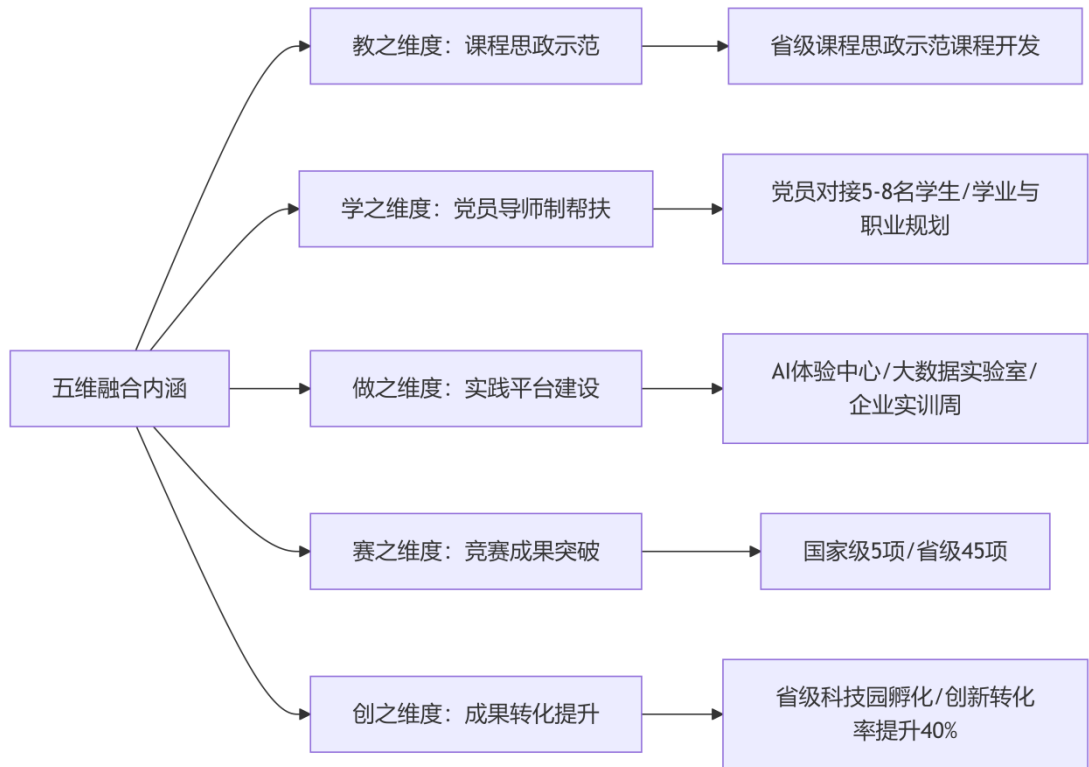 教之维度：课程思政示范
省级课程思政示范课程开发
学之维度：党员导师制帮扶
党员对接5-8名学生/学业与
职业规划
五维融合内涵
做之维度：实践平台建设
AI体验中心/大数据实验室/
企业实训周
赛之维度：竞赛成果突破
国家级5项/省级45项
创之维度：成果转化提升
省级科技园孵化/创新转化
率提升40%